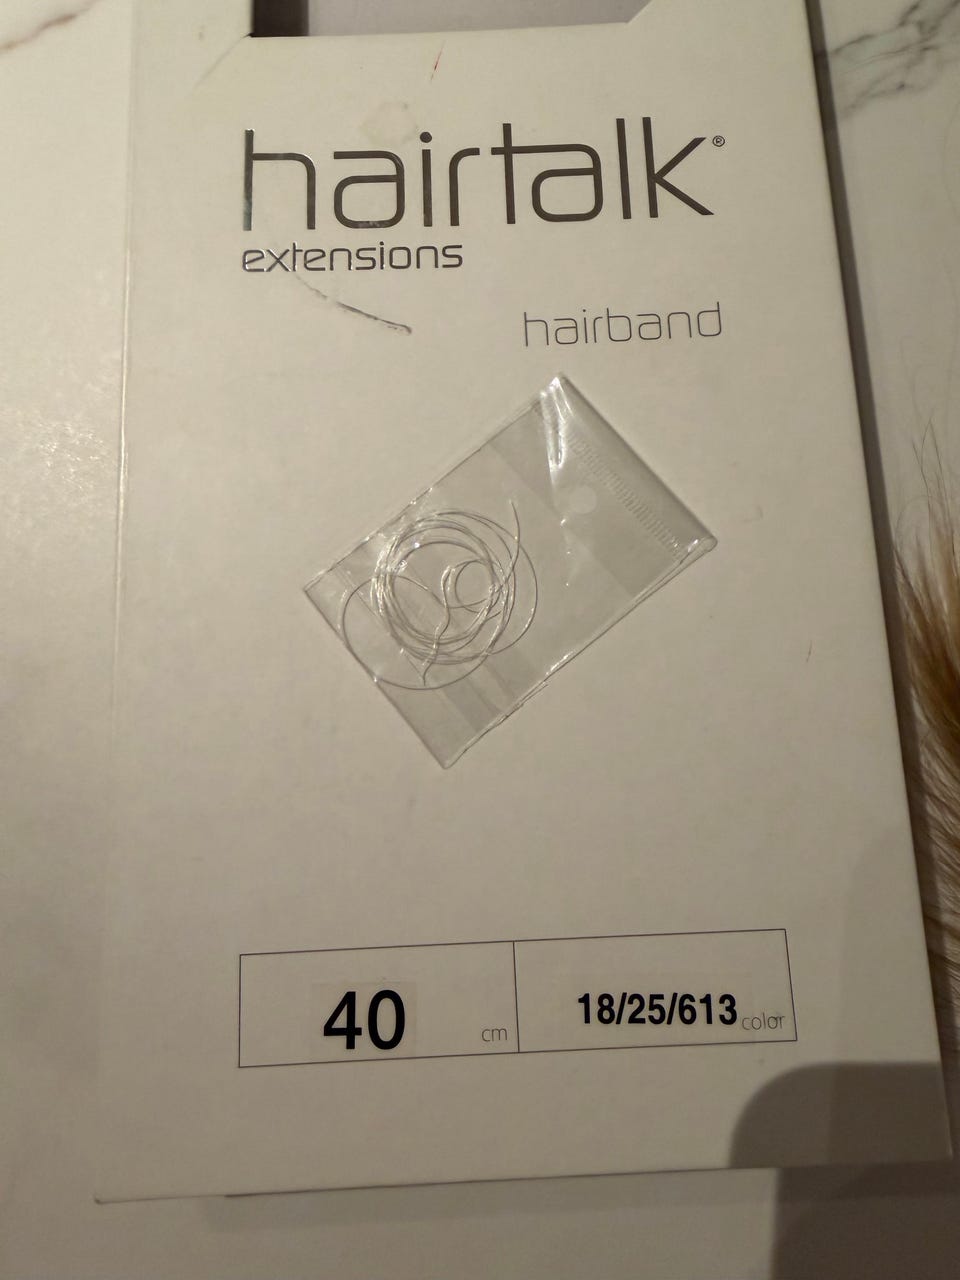 hairtalk®
extensions
hairband
40 cm
18/25/613 color